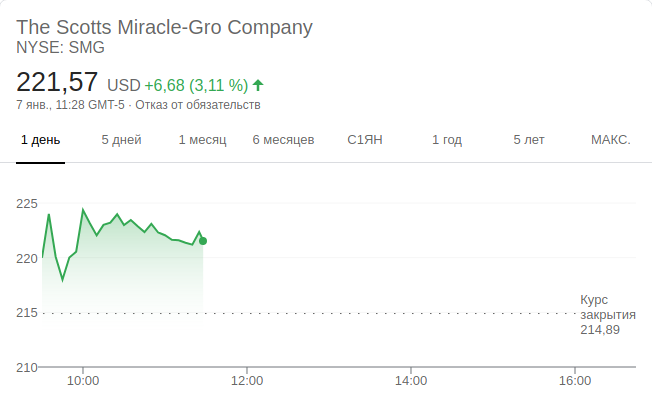 The Scotts Miracle-Gro Company
NYSE: SMG
221,57 USD +6,68 (3,11 %)
7 янв., 11:28 GMT-5 · Отказ от обязательств
1 день 5 дней 1 месяц 6 месяцев С1ЯН 1 год 5 лет МАКС.
225
220
215
210
Курс
закрытия
214,89
10:00 12:00 14:00 16:00